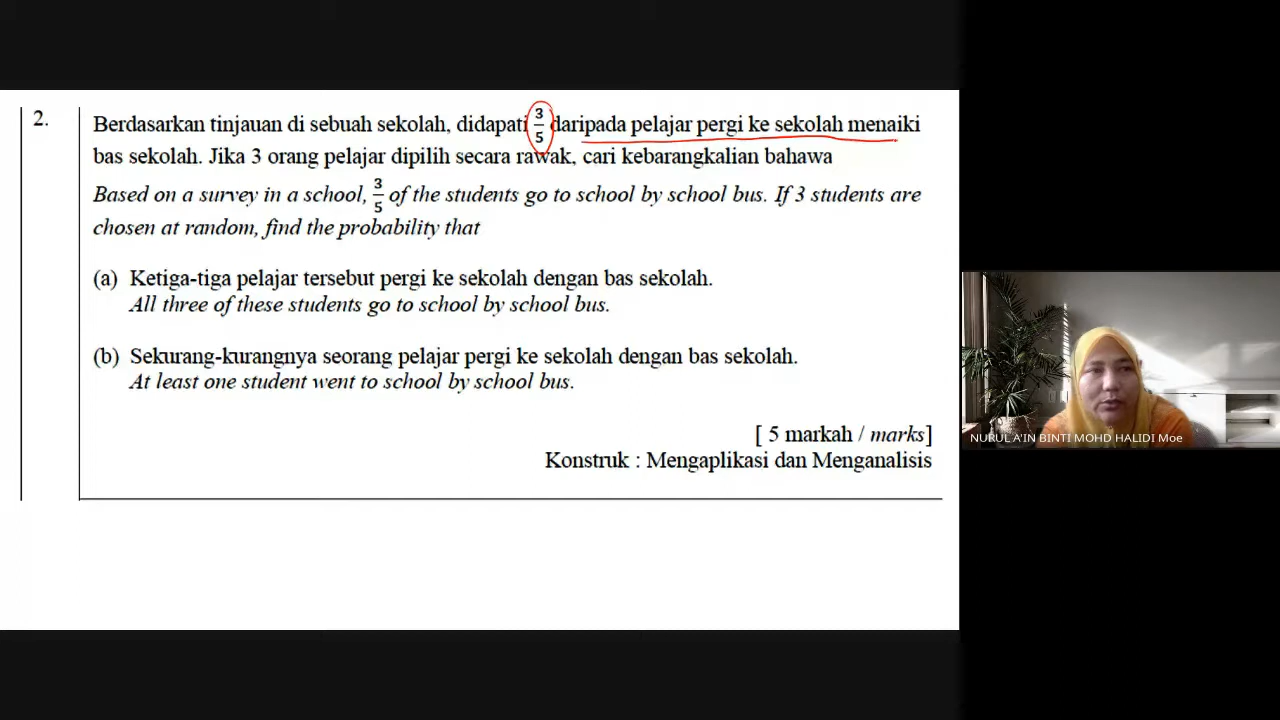 2.
Berdasarkan tinjauan di sebuah sekolah, didapati 3/5 daripada pelajar pergi ke sekolah menaiki
bas sekolah. Jika 3 orang pelajar dipilih secara rawak, cari kebarangkalian bahawa
Based on a survey in a school, 3/5 of the students go to school by school bus. If 3 students are
chosen at random, find the probability that
(a) Ketiga-tiga pelajar tersebut pergi ke sekolah dengan bas sekolah.
All three of these students go to school by school bus.
(b) Sekurang-kurangnya seorang pelajar pergi ke sekolah dengan bas sekolah.
At least one student went to school by school bus.
[ 5 markah / marks]
Konstruk : Mengaplikasi dan Menganalisis
NURUL A'IN BINTI MOHD HALIDI Moe